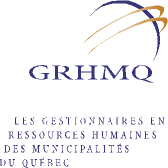 GRHMQ
LES GESTIONNAIRES EN
RESSOURCES HUMAINES
DES MUNICIPALITÉS
DU QUÉBEC